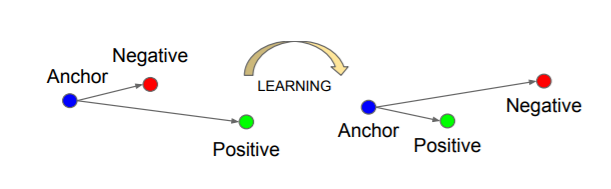 Negative
Anchor
Positive
LEARNING
Anchor
Negative
Positive